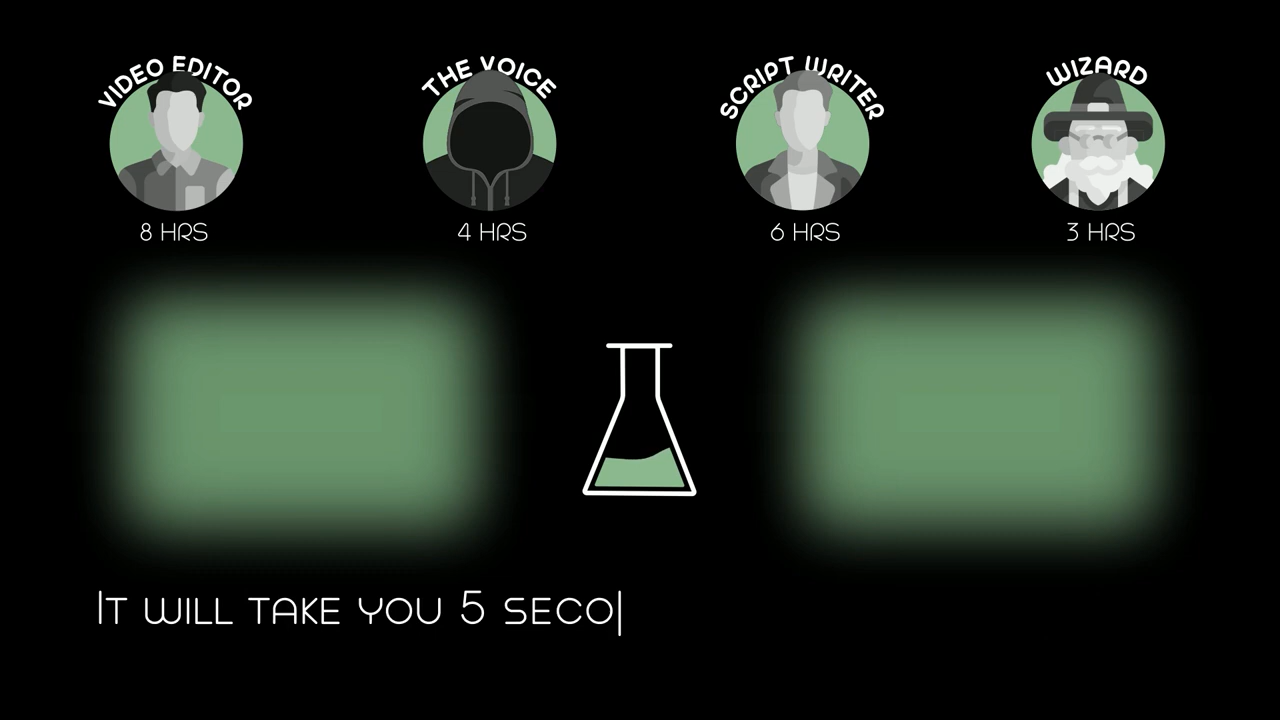 VIDEO EDITOR
THE VOICE
SCRIPT WRITER
WIZARD
8 HRS
4 HRS
6 HRS
3 HRS
IT WILL TAKE YOU 5 SECO